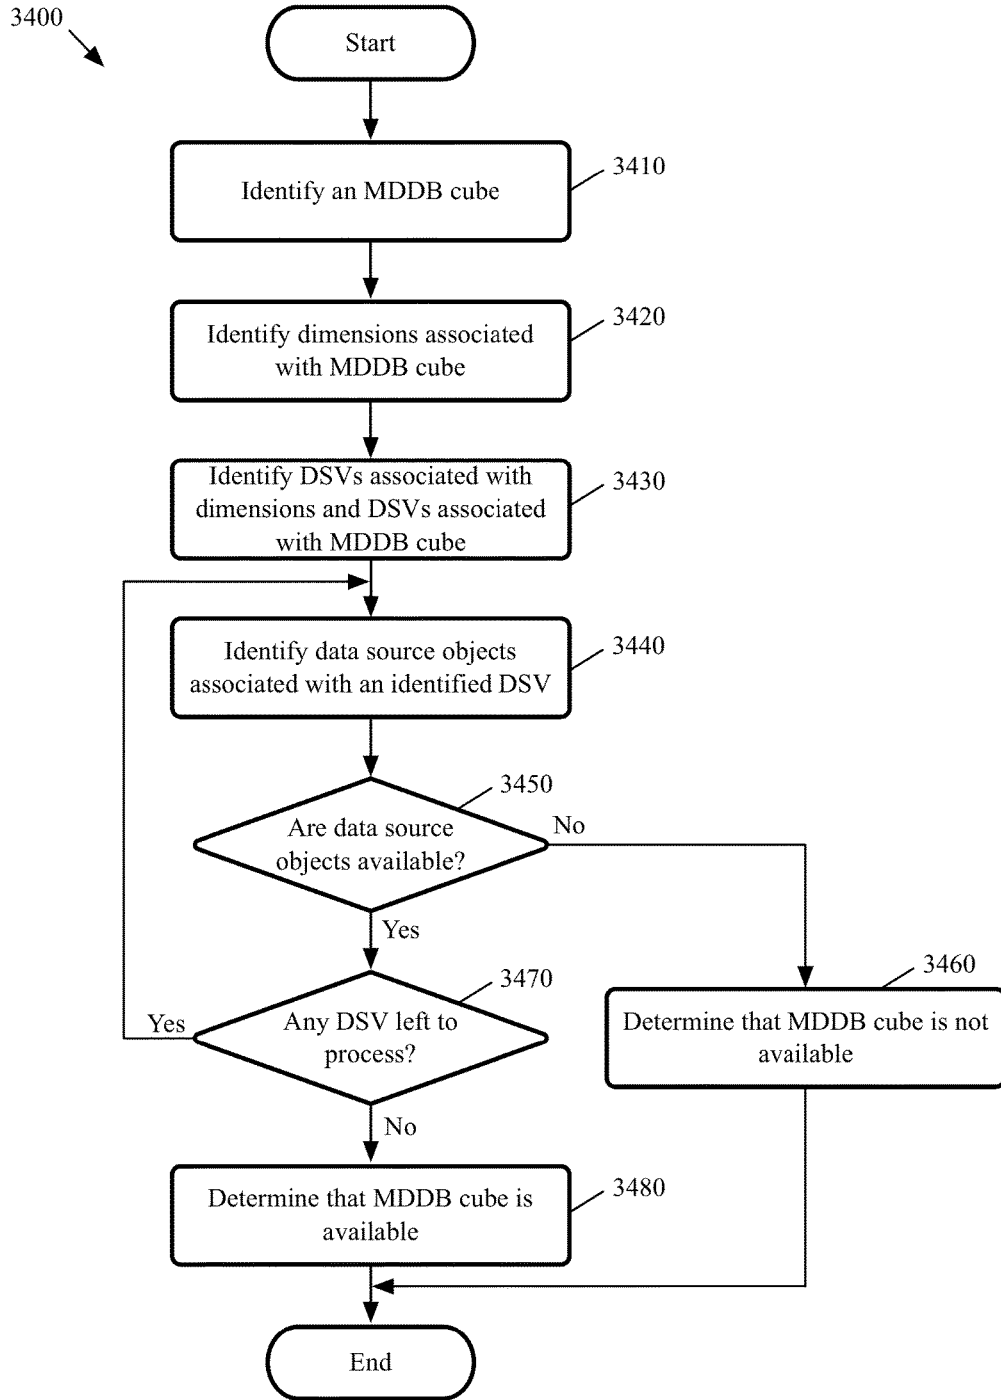 3400
Start
Identify an MDDB cube
3410
Identify dimensions associated
with MDDB cube
3420
Identify DSVs associated with
dimensions and DSVs associated
with MDDB cube
3430
Identify data source objects
associated with an identified DSV
3440
Are data source
objects available?
3450
No
Yes
Any DSV left to
process?
3470
Yes
No
Determine that MDDB cube is not
available
3460
Determine that MDDB cube is
available
3480
End